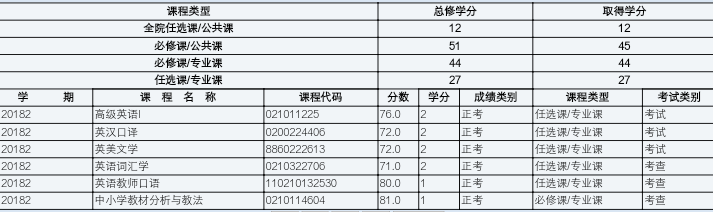 课程类型 总修学分 取得学分
全院任选课/公共课 12 12
必修课/公共课 51 45
必修课/专业课 44 44
任选课/专业课 27 27
学 期 课 程 名 称 课程代码 分数 学分 成绩类别 课程类型 考试类别
20182 高级英语I 021011225 76.0 2 正考 任选课/专业课 考试
20182 英汉口译 0200224406 72.0 2 正考 任选课/专业课 考试
20182 英美文学 8860222613 72.0 2 正考 任选课/专业课 考试
20182 英语词汇学 0210322706 71.0 2 正考 任选课/专业课 考查
20182 英语教师口语 110210132530 80.0 1 正考 任选课/专业课 考查
20182 中小学教材分析与教法 0210114604 81.0 1 正考 必修课/专业课 考查